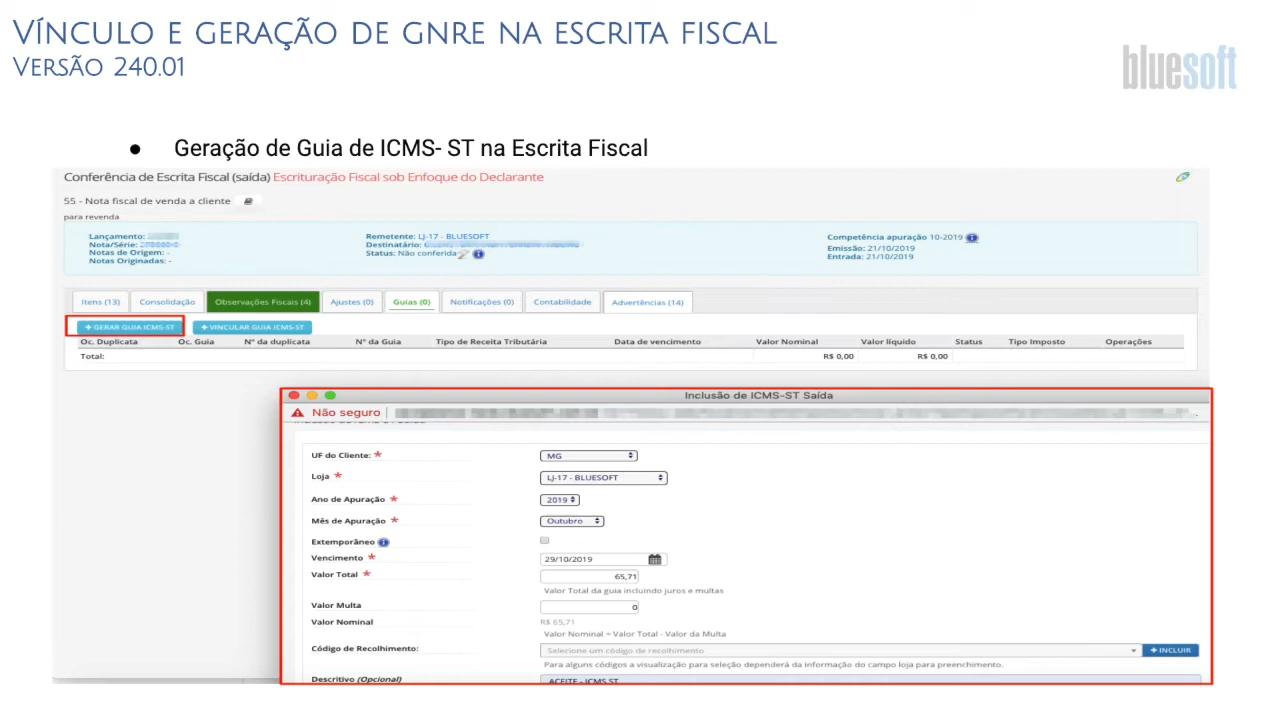 VÍNCULO E GERAÇÃO DE GNRE NA ESCRITA FISCAL
VERSÃO 240.01
bluesoft
● Geração de Guia de ICMS- ST na Escrita Fiscal
Conferência de Escrita Fiscal (saída) Escrituração Fiscal sob Enfoque do Declarante
55 - Nota fiscal de venda a cliente
para revenda
Lançamento:
Nota/Série:
Notas de Origem: -
Notas Originadas: -
Remetente: LJ-17 - BLUESOFT
Destinatário:
Status: Não conferida
Competência apuração 10-2019
Emissão: 21/10/2019
Entrada: 21/10/2019
Itens (13) Consolidação Observações Fiscais (4) Ajustes (0) Guias (0) Notificações (0) Contabilidade Advertências (14)
+ GERAR GUIA ICMS-ST + VINCULAR GUIA ICMS-ST
Oc. Duplicata Oc. Guia Nº da duplicata Nº da Guia Tipo de Receita Tributária Data de vencimento Valor Nominal Valor líquido Status Tipo Imposto Operações
Total: R$ 0,00 R$ 0,00
Inclusão de ICMS-ST Saída
Não seguro
UF do Cliente: * MG
Loja * LJ-17 - BLUESOFT
Ano de Apuração * 2019
Mês de Apuração * Outubro
Extemporâneo
Vencimento * 29/10/2019
Valor Total * 65,71
Valor Total da guia incluindo juros e multas
Valor Multa 0
Valor Nominal R$ 65,71
Valor Nominal = Valor Total - Valor da Multa
Código de Recolhimento: Selecione um código de recolhimento + INCLUIR
Para alguns códigos a visualização para seleção dependerá da informação do campo loja para preenchimento.
Descritivo (Opcional) ACEITE - ICMS ST